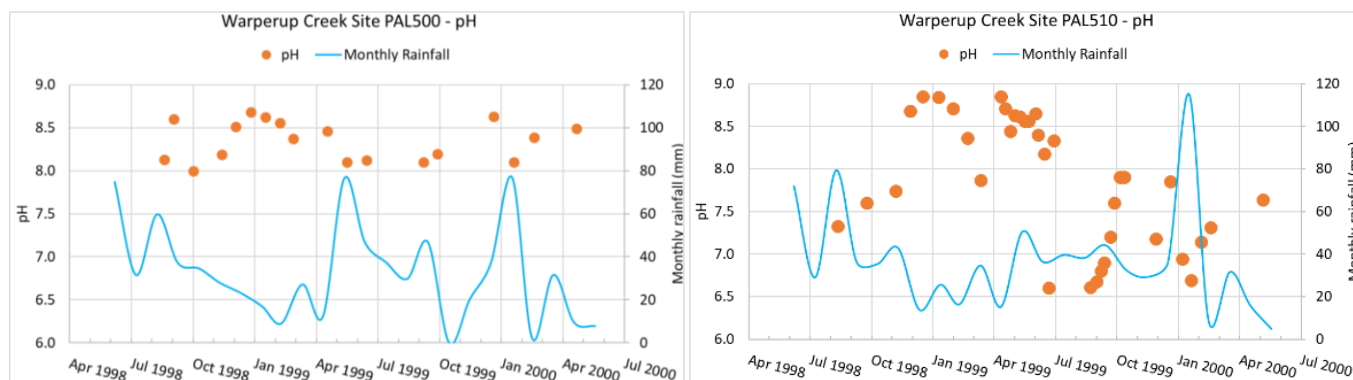 Warperup Creek Site PAL500 - pH
pH Monthly Rainfall
9.0
8.5
8.0
7.5
7.0
6.5
6.0
pH
120
100
80
60
40
20
0
Monthly rainfall (mm)
Apr 1998 Jul 1998 Oct 1998 Jan 1999 Apr 1999 Jul 1999 Oct 1999 Jan 2000 Apr 2000 Jul 2000
Warperup Creek Site PAL510 - pH
pH Monthly Rainfall
9.0
8.5
8.0
7.5
7.0
6.5
6.0
pH
120
100
80
60
40
20
0
Monthly rainfall (mm)
Apr 1998 Jul 1998 Oct 1998 Jan 1999 Apr 1999 Jul 1999 Oct 1999 Jan 2000 Apr 2000 Jul 2000